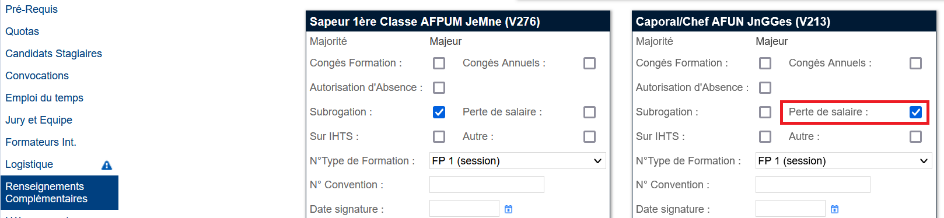 Pré-Requis
Quotas
Candidats Stagiaires
Convocations
Emploi du temps
Jury et Equipe
Formateurs Int.
Logistique
Renseignements
Complémentaires
Sapeur 1ère Classe AFPUM JeMne (V276)
Majorité Majeur
Congés Formation : Congés Annuels :
Autorisation d'Absence :
Subrogation : Perte de salaire :
Sur IHTS : Autre :
N°Type de Formation : FP 1 (session)
N° Convention :
Date signature :
Caporal/Chef AFUN JnGGes (V213)
Majorité Majeur
Congés Formation : Congés Annuels :
Autorisation d'Absence :
Subrogation : Perte de salaire :
Sur IHTS : Autre :
N°Type de Formation : FP 1 (session)
N° Convention :
Date signature :